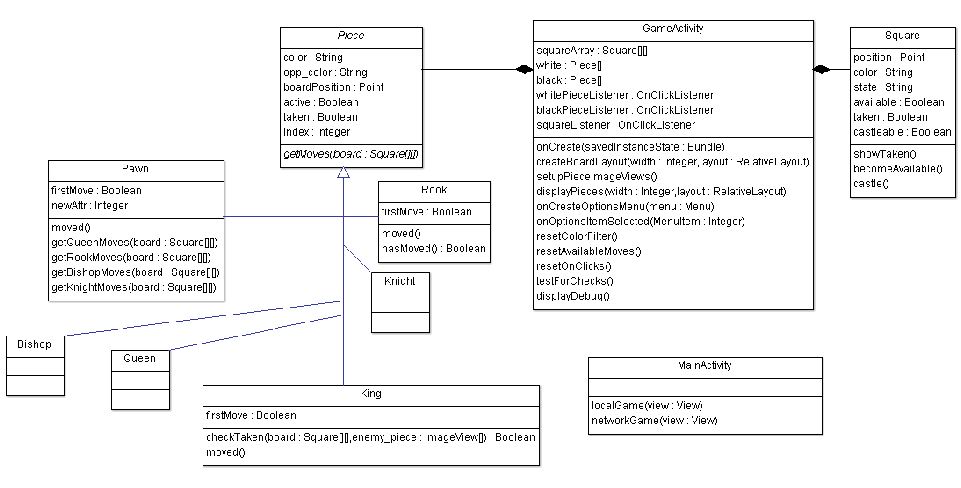 Piece
color : String
opp_color : String
boardPosition : Point
active : Boolean
taken : Boolean
index : Integer
getMoves(board : Square[][])
GameActivity
squareArray : Square[][]
white : Piece[]
black : Piece[]
whitePieceListener : OnClickListener
blackPieceListener : OnClickListener
squareListener : OnClickListener
onCreate(savedInstanceState : Bundle)
createBoardLayout(width : Integer, layout : RelativeLayout)
setupPieceImageViews()
displayPieces(width : Integer,layout : RelativeLayout)
onCreateOptionsMenu(menu : Menu)
onOptionItemSelected(MenuItem : Integer)
resetColorFilter()
resetAvailableMoves()
resetOnClicks()
testForChecks()
displayDebug()
Square
position : Point
color : String
state : String
available : Boolean
taken : Boolean
castleable : Boolean
showTaken()
becomeAvailable()
castle()
Pawn
firstMove : Boolean
newAttr : Integer
moved()
getQueenMoves(board : Square[][])
getRookMoves(board : Square[][])
getBishopMoves(board : Square[][])
getKnightMoves(board : Square[][])
Rook
firstMove : Boolean
moved()
hasMoved() : Boolean
Knight
Bishop
Queen
King
firstMove : Boolean
checkTaken(board : Square[][],enemy_piece : ImageView[]) : Boolean
moved()
MainActivity
localGame(view : View)
networkGame(view : View)